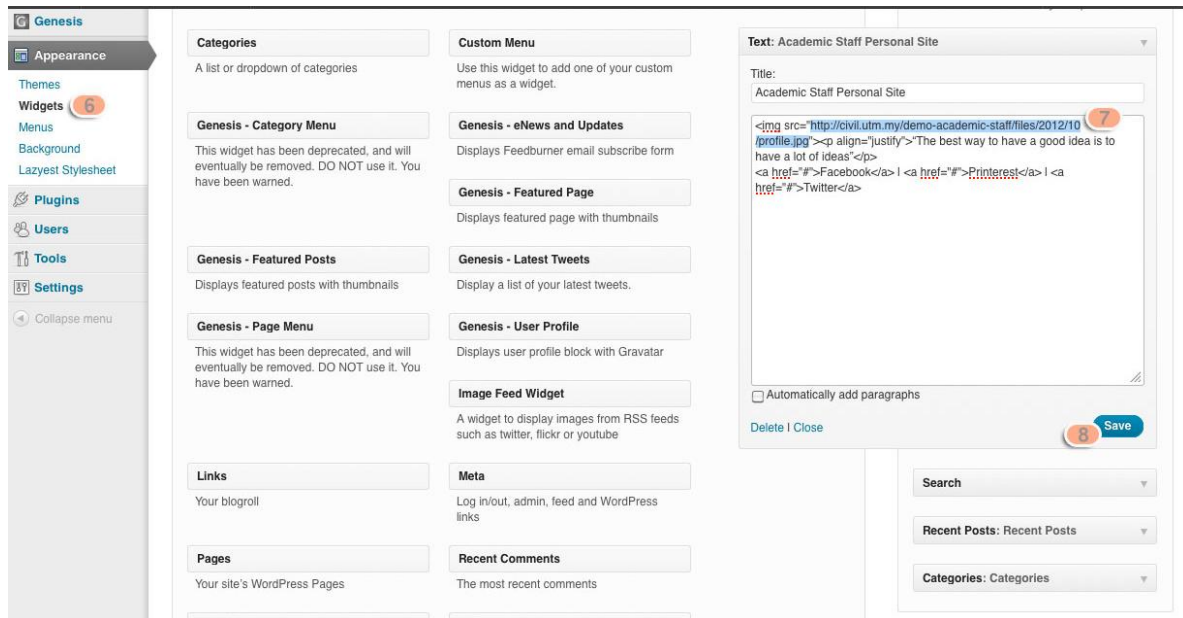 Genesis
Appearance
Themes
Widgets 6
Menus
Background
Lazyest Stylesheet
Plugins
Users
Tools
Settings
Collapse menu
Categories
A list or dropdown of categories
Genesis - Category Menu
This widget has been deprecated, and will
eventually be removed. DO NOT use it. You
have been warned.
Genesis - Featured Posts
Displays featured posts with thumbnails
Genesis - Page Menu
This widget has been deprecated, and will
eventually be removed. DO NOT use it. You
have been warned.
Links
Your blogroll
Pages
Your site's WordPress Pages
Custom Menu
Use this widget to add one of your custom
menus as a widget.
Genesis - eNews and Updates
Displays Feedburner email subscribe form
Genesis - Featured Page
Displays featured page with thumbnails
Genesis - Latest Tweets
Display a list of your latest tweets.
Genesis - User Profile
Displays user profile block with Gravatar
Image Feed Widget
A widget to display images from RSS feeds
such as twitter, flickr or youtube
Meta
Log in/out, admin, feed and WordPress
links
Recent Comments
The most recent comments
Text: Academic Staff Personal Site
Title:
Academic Staff Personal Site
<img src="http://civil.utm.my/demo-academic-staff/files/2012/10 7
/profile.jpg"><p align="justify">"The best way to have a good idea is to
have a lot of ideas"</p>
<a href="#">Facebook</a> | <a href="#">Printerest</a> | <a
href="#">Twitter</a>
Automatically add paragraphs
Delete | Close
8 Save
Search
Recent Posts: Recent Posts
Categories: Categories